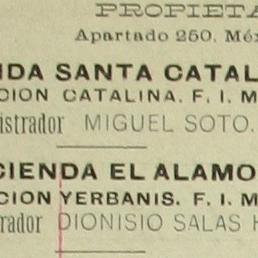 PROPIETA
Apartado 250. Méx
NDA SANTA CATAL
CION CATALINA. F. I. M
istrador MIGUEL SOTO.
CIENDA EL ALAMO
CION YERBANIS. F. I. M
rador DIONISIO SALAS H